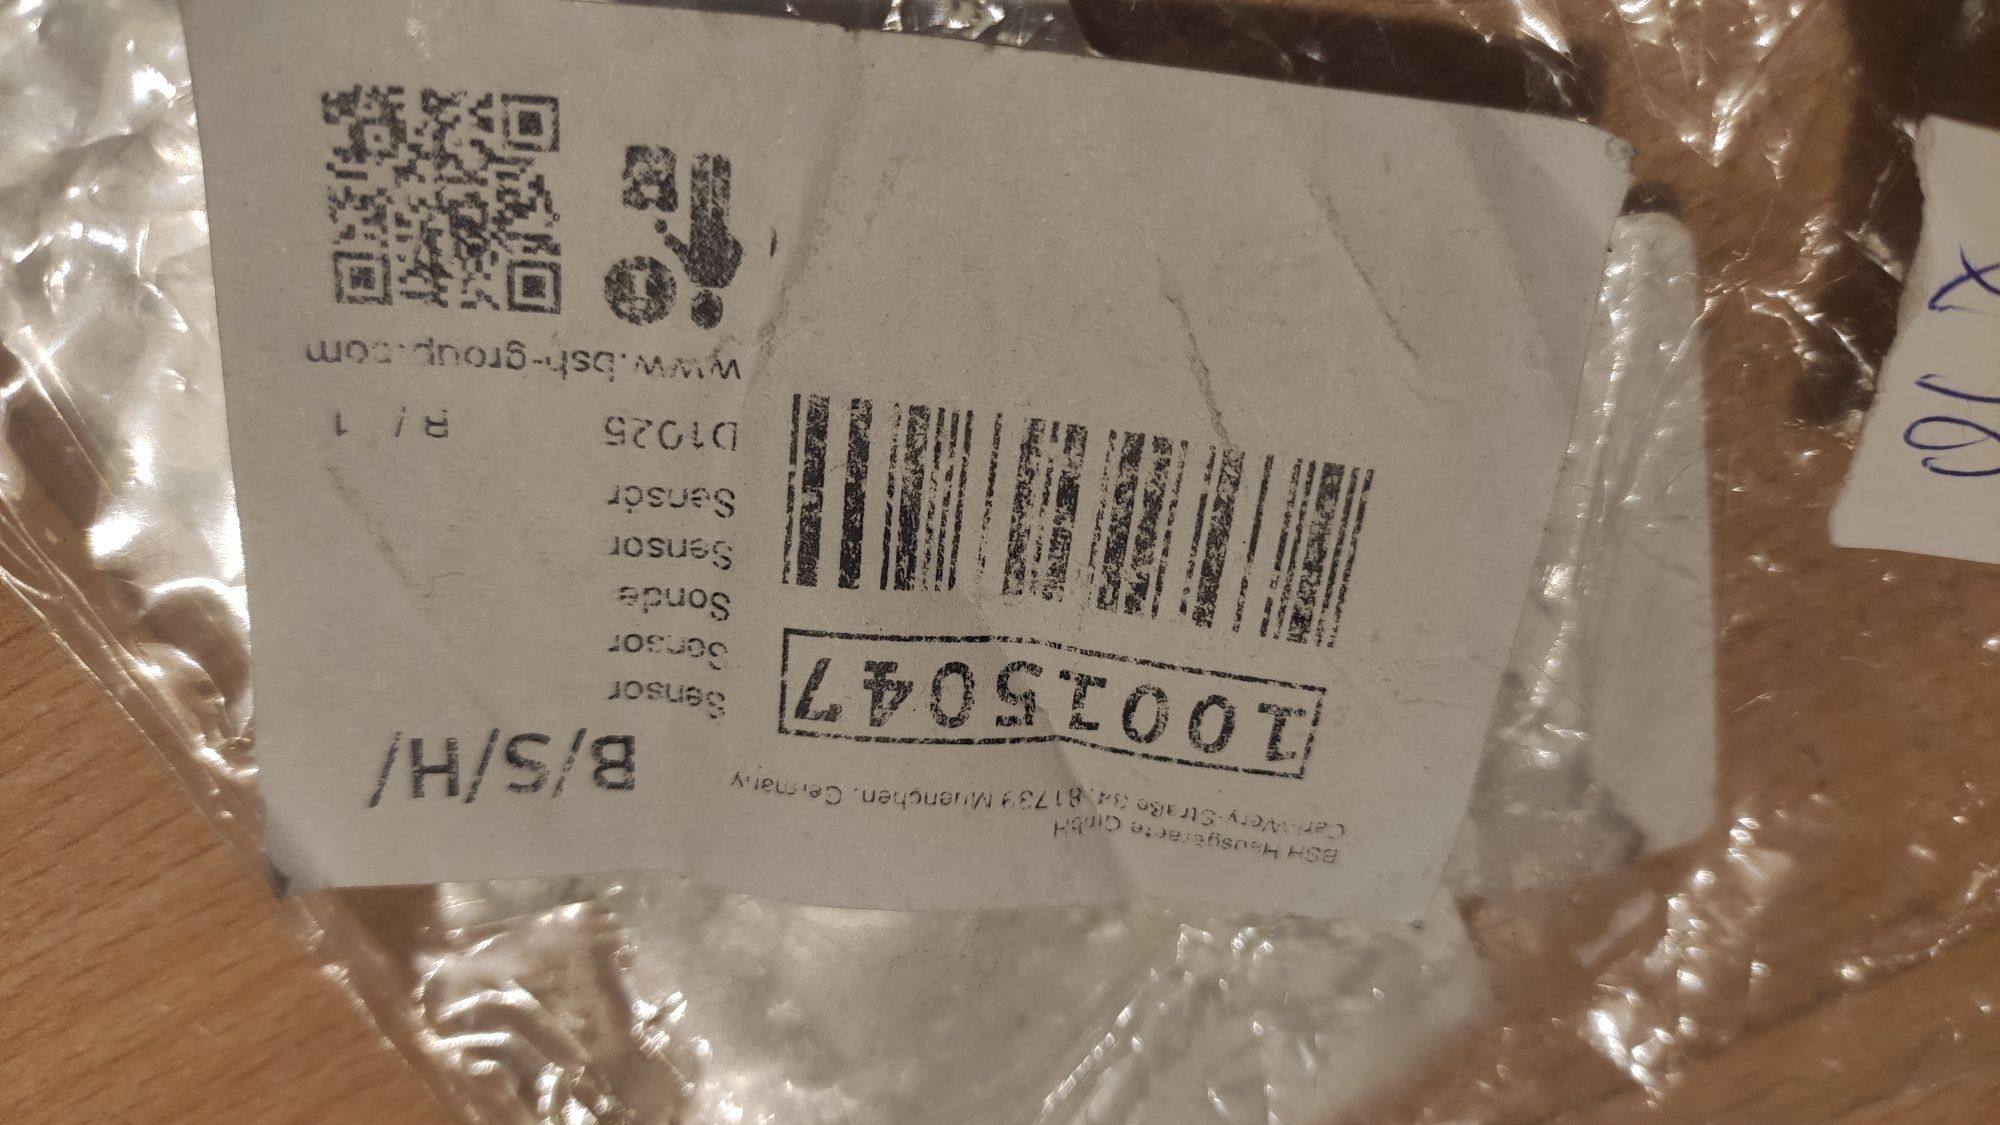 BSH Hausgeraete GmbH
Carl-Wery-Straße 34, 81739 Muenchen, Germany
10015047
B/S/H/
Sensor
Sensor
Sonde
Sensor
Sensor
D1025 R / 1
www.bsh-group.com